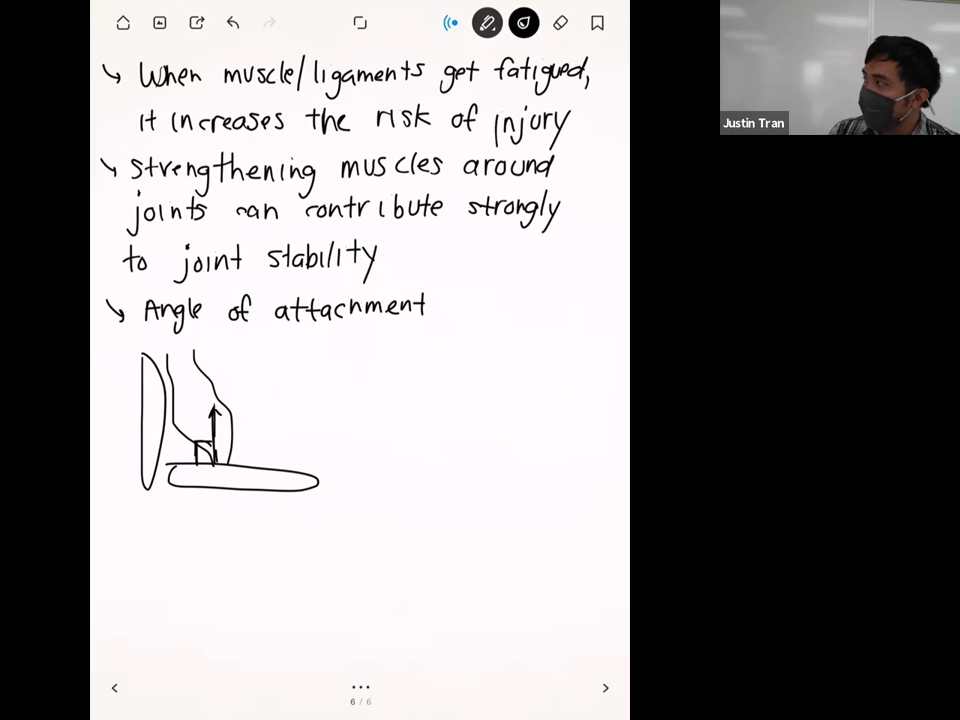 ↳ When muscle/ligaments get fatigued,
it increases the risk of injury
↳ strengthening muscles around
joints can contribute strongly
to joint stability
↳ Angle of attachment
6 / 6
Justin Tran